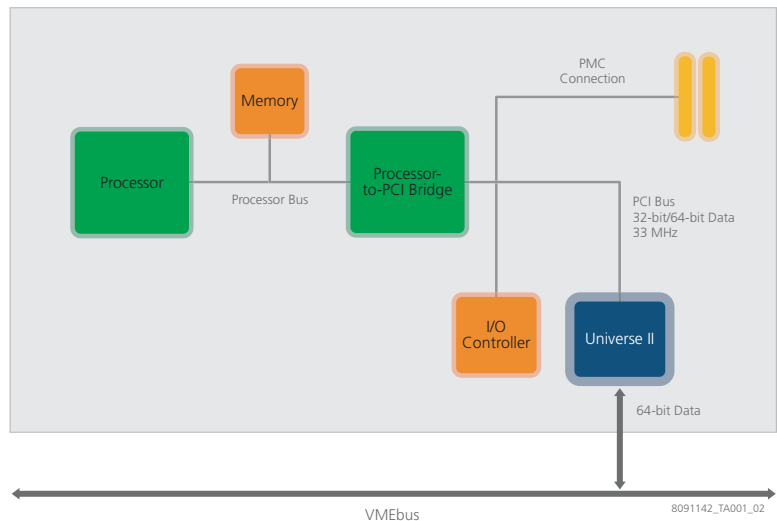 PMC
Connection
Memory
Processor
Processor-
to-PCI Bridge
Processor Bus
PCI Bus
32-bit/64-bit Data
33 MHz
I/O
Controller
Universe II
64-bit Data
VMEbus
8091142_TA001_02